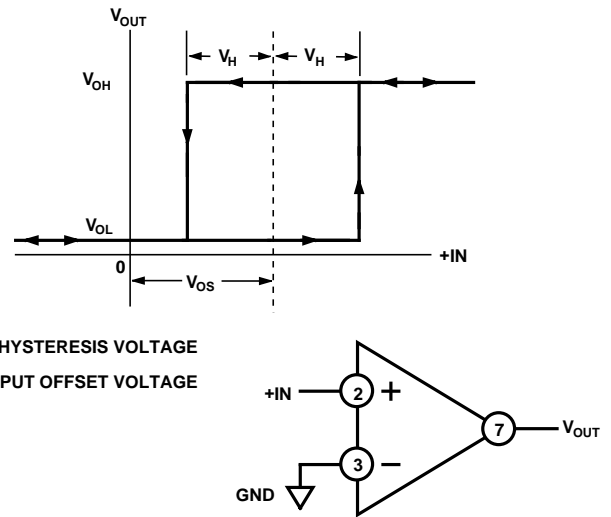 VOUT
VH VH
VOH
VOL
+IN
0
VOS
HYSTERESIS VOLTAGE
PUT OFFSET VOLTAGE
+IN 2 +
7 VOUT
3 –
GND